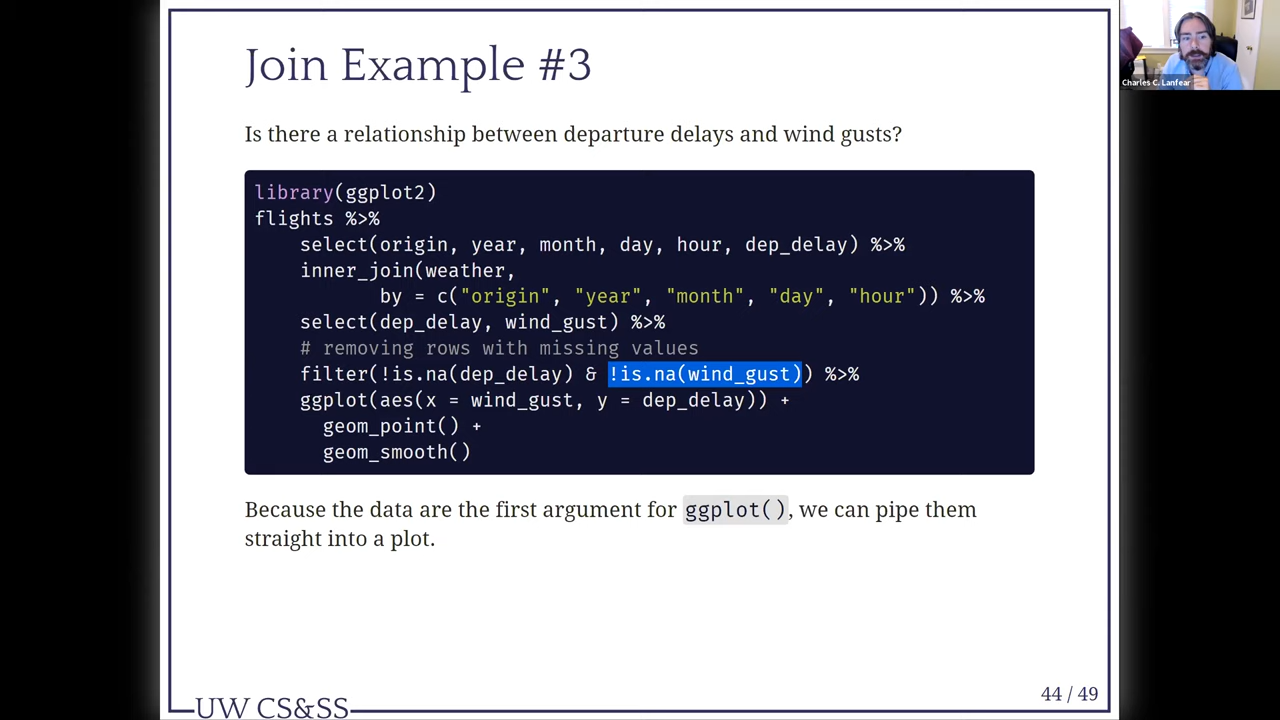 Join Example #3
Is there a relationship between departure delays and wind gusts?
library(ggplot2)
flights %>%
    select(origin, year, month, day, hour, dep_delay) %>%
    inner_join(weather,
           by = c("origin", "year", "month", "day", "hour")) %>%
    select(dep_delay, wind_gust) %>%
    # removing rows with missing values
    filter(!is.na(dep_delay) & !is.na(wind_gust)) %>%
    ggplot(aes(x = wind_gust, y = dep_delay)) +
      geom_point() +
      geom_smooth()
Because the data are the first argument for ggplot(), we can pipe them
straight into a plot.
UW CS&SS
44 / 49
Charles C. Lanfear